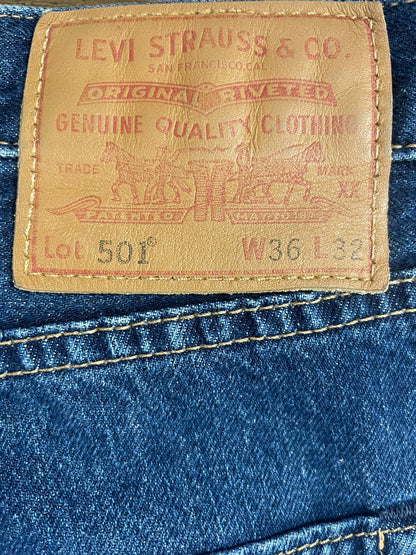 LEVI STRAUSS & CO.
SAN FRANCISCO, CAL.
ORIGINAL RIVETED
GENUINE QUALITY CLOTHING
TRADE MARK
XX
PATENTED MAY 20 1873
Lot 501® W36 L32